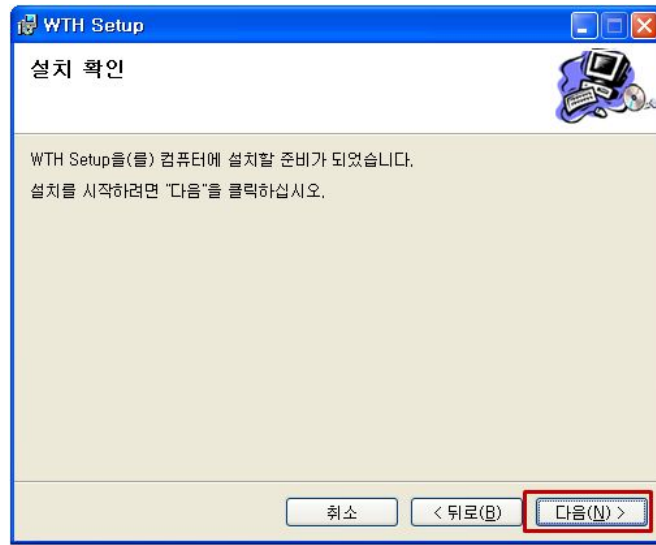 WTH Setup
설치 확인
WTH Setup을(를) 컴퓨터에 설치할 준비가 되었습니다.
설치를 시작하려면 "다음"을 클릭하십시오.
취소
< 뒤로(B)
다음(N) >